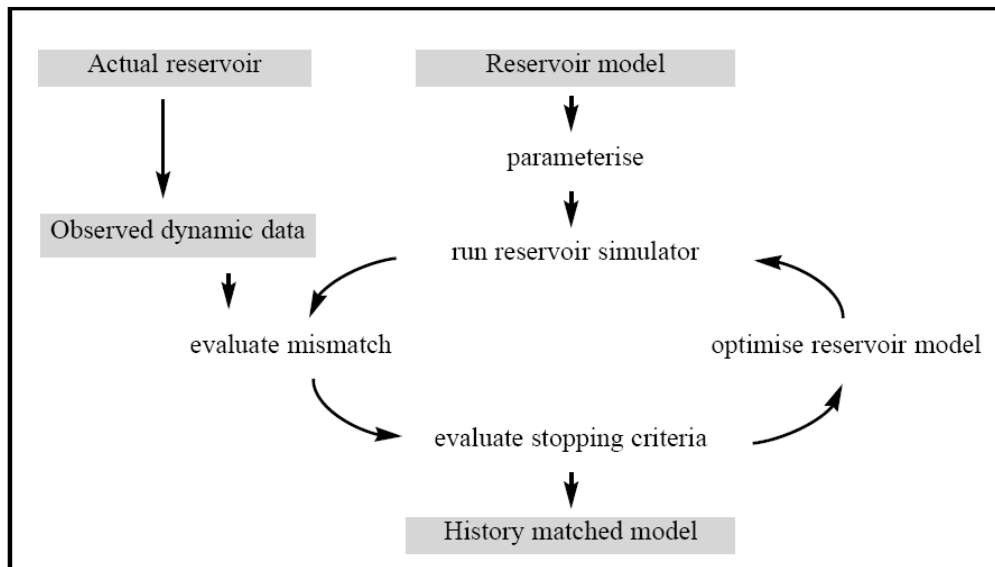 Actual reservoir
Reservoir model
parameterise
Observed dynamic data
run reservoir simulator
evaluate mismatch
optimise reservoir model
evaluate stopping criteria
History matched model